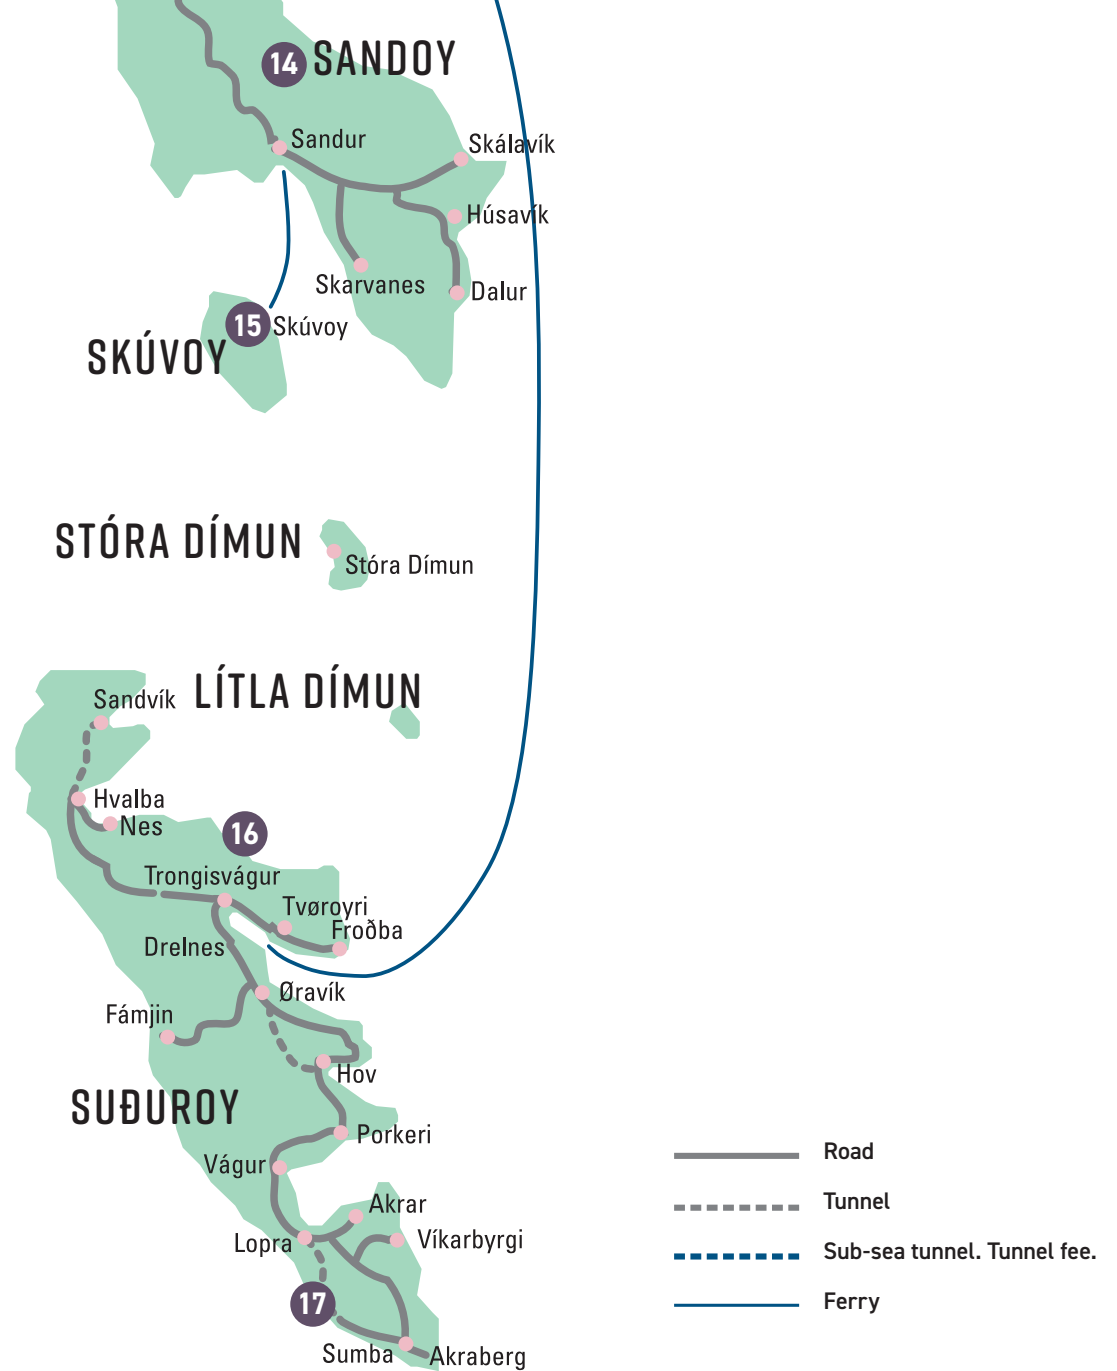 14 SANDOY
Sandur
Skálavík
Húsavík
Skarvanes
Dalur
15 Skúvoy
SKÚVOY
STÓRA DÍMUN
Stóra Dímun
LÍTLA DÍMUN
Sandvík
Hvalba
Nes
16
Trongisvágur
Tvøroyri
Froðba
Drelnes
Øravík
Fámjin
Hov
SUÐUROY
Porkeri
Vágur
Akrar
Lopra
Víkarbyrgi
17
Sumba
Akraberg
Road
Tunnel
Sub-sea tunnel. Tunnel fee.
Ferry